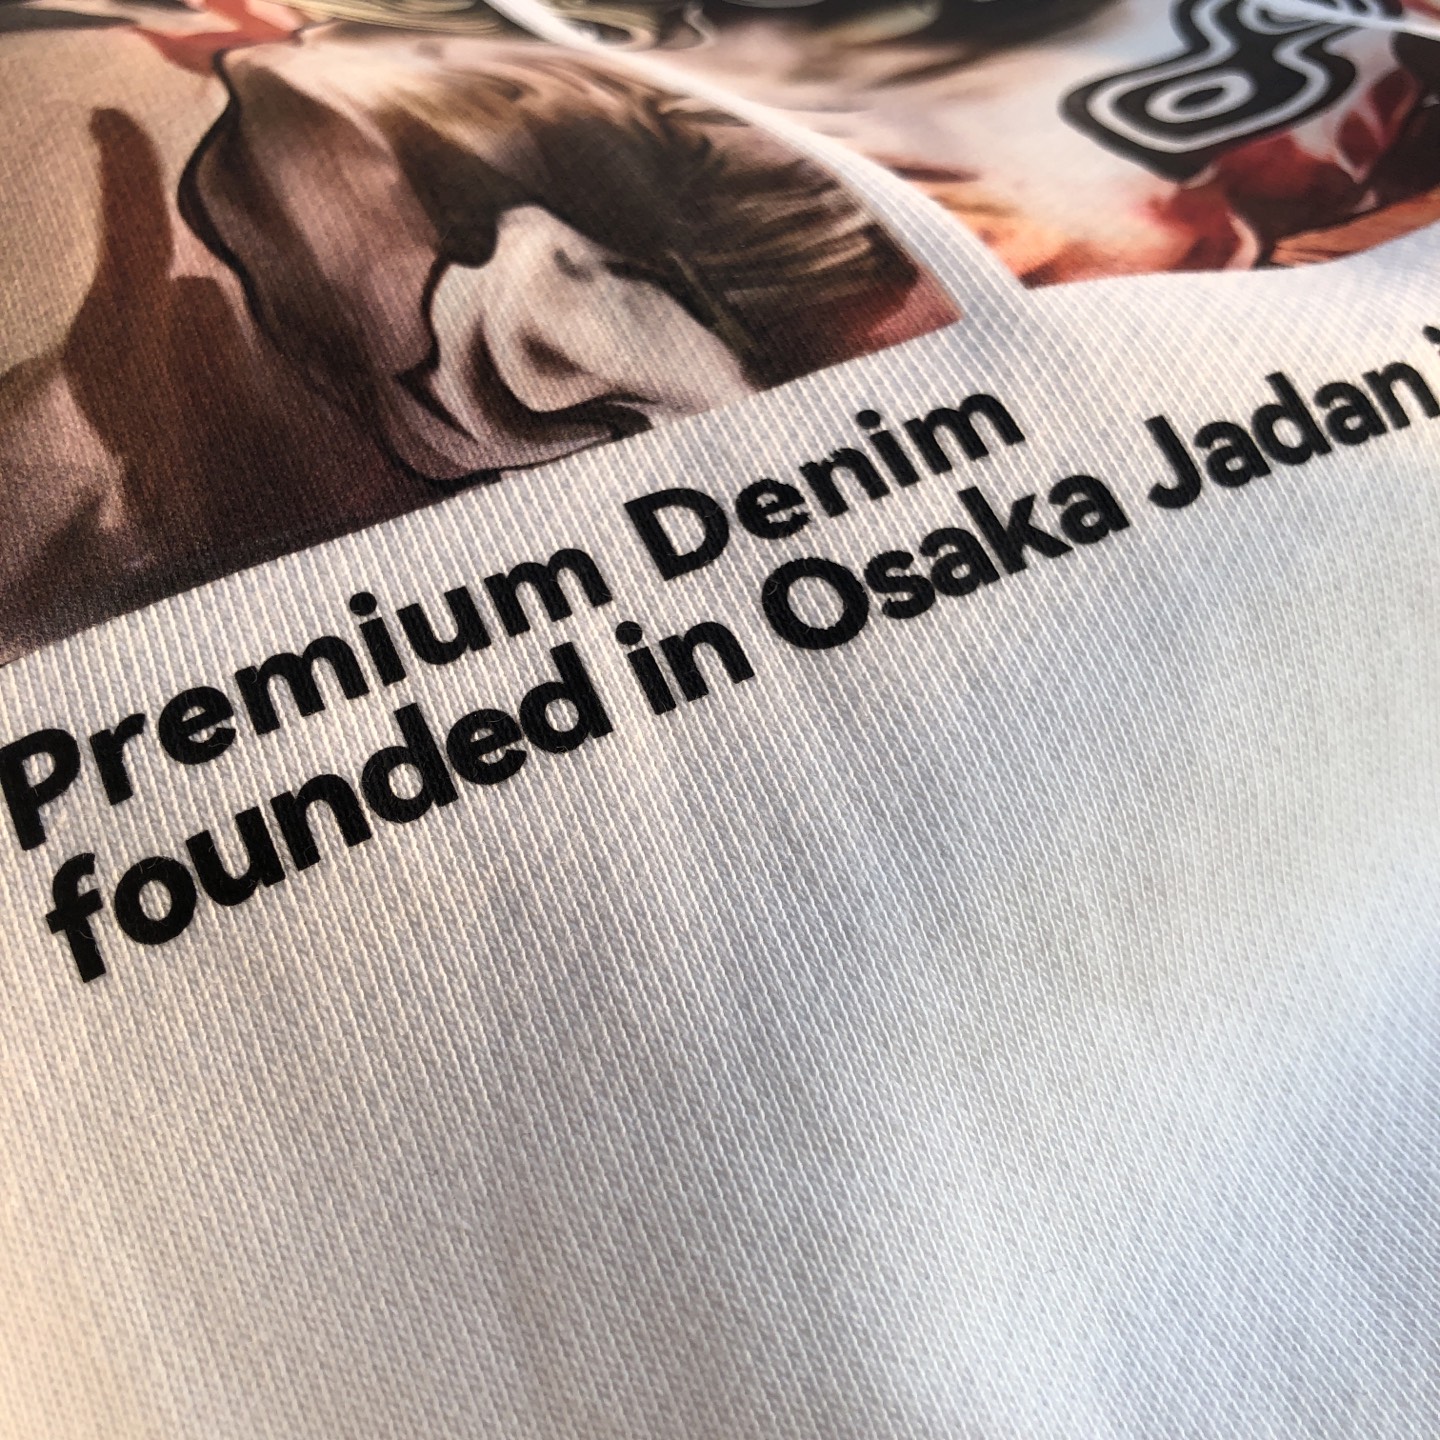 Premium Denim
founded in Osaka Jadan